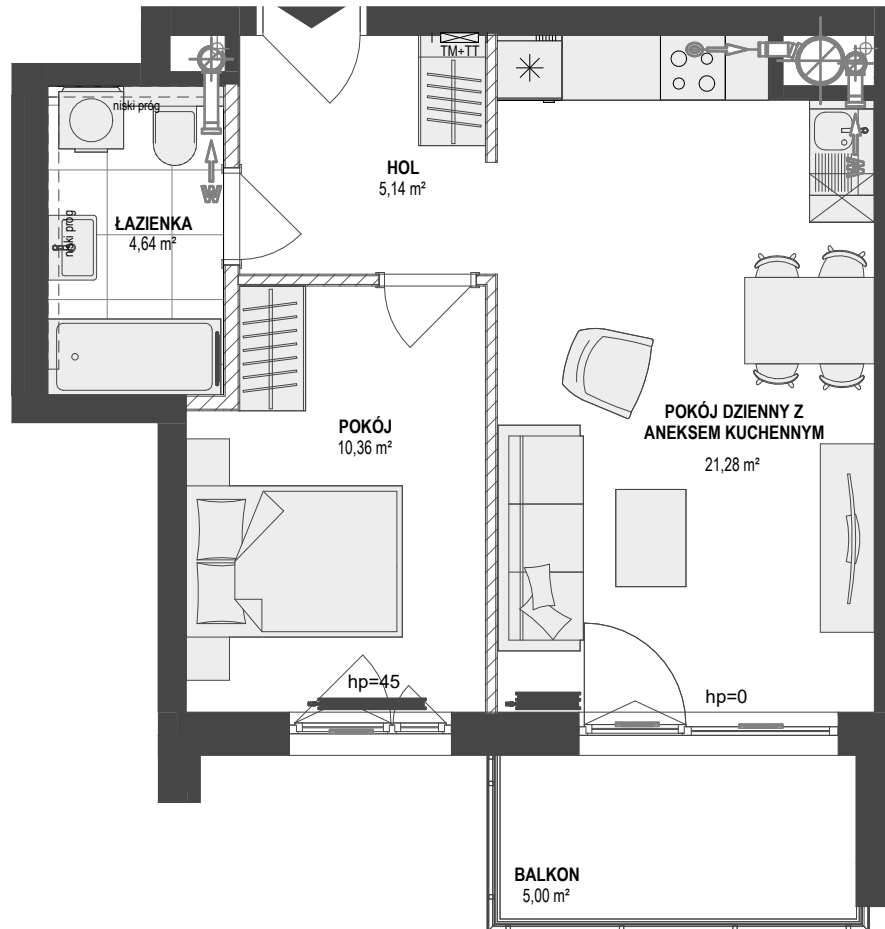 TM+TT
niski próg
HOL
5,14 m²
W
W
ŁAZIENKA
4,64 m²
niski próg
POKÓJ
10,36 m²
POKÓJ DZIENNY Z
ANEKSEM KUCHENNYM
21,28 m²
hp=45
hp=0
BALKON
5,00 m²